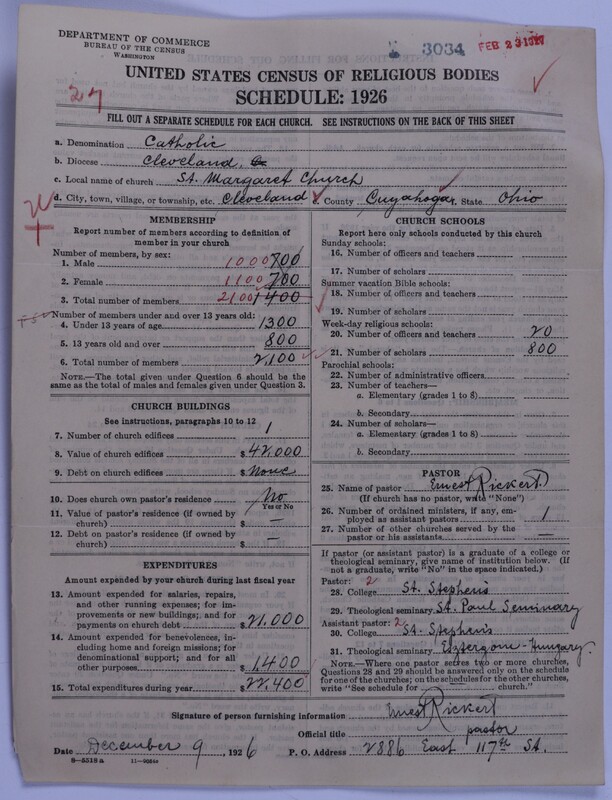 DEPARTMENT OF COMMERCE
BUREAU OF THE CENSUS
WASHINGTON
3034
FEB 23 1927
UNITED STATES CENSUS OF RELIGIOUS BODIES
SCHEDULE: 1926
27
FILL OUT A SEPARATE SCHEDULE FOR EACH CHURCH. SEE INSTRUCTIONS ON THE BACK OF THIS SHEET
a. Denomination Catholic
b. Diocese Cleveland,
c. Local name of church St. Margaret Church
d. City, town, village, or township, etc. Cleveland County Cuyahoga State Ohio
MEMBERSHIP
Report number of members according to definition of
member in your church
Number of members, by sex:
1. Male 1000 700
2. Female 1100 700
3. Total number of members 2100 1400
Number of members under and over 13 years old:
4. Under 13 years of age 1300
5. 13 years old and over 800
6. Total number of members 2100
NOTE.—The total given under Question 6 should be the
same as the total of males and females given under Question 3.
CHURCH BUILDINGS
See instructions, paragraphs 10 to 12
7. Number of church edifices 1
8. Value of church edifices $ 42,000
9. Debt on church edifices $ None
10. Does church own pastor's residence No
Yes or No
11. Value of pastor's residence (if owned by
church) $ —
12. Debt on pastor's residence (if owned by
church) $ —
EXPENDITURES
Amount expended by your church during last fiscal year
13. Amount expended for salaries, repairs,
and other running expenses; for im-
provements or new buildings; and for
payments on church debt $ 21.000
14. Amount expended for benevolences, in-
cluding home and foreign missions; for
denominational support; and for all
other purposes $ 1.400
15. Total expenditures during year $ 22.400
CHURCH SCHOOLS
Report here only schools conducted by this church
Sunday schools:
16. Number of officers and teachers
17. Number of scholars
Summer vacation Bible schools:
18. Number of officers and teachers
19. Number of scholars
Week-day religious schools:
20. Number of officers and teachers 20
21. Number of scholars 800
Parochial schools:
22. Number of administrative officers
23. Number of teachers—
a. Elementary (grades 1 to 8)
b. Secondary
24. Number of scholars—
a. Elementary (grades 1 to 8)
b. Secondary
PASTOR
25. Name of pastor Ernest Rickert
(If church has no pastor, write "None")
26. Number of ordained ministers, if any, em-
ployed as assistant pastors 1
27. Number of other churches served by the
pastor or his assistants —
If pastor (or assistant pastor) is a graduate of a college or
theological seminary, give name of institution below. (If
not a graduate, write "No" in the space indicated.)
Pastor: 2
28. College St. Stephen's
29. Theological seminary St. Paul Seminary
Assistant pastor: 2
30. College St. Stephen's
31. Theological seminary Esztergom - Hungary.
NOTE.—Where one pastor serves two or more churches,
Questions 28 and 29 should be answered only on the schedule
for one of the churches; on the schedules for the other churches,
write "See schedule for church."
Signature of person furnishing information Ernest Rickert
Official title pastor
Date December 9, 1926 P. O. Address 2886 East 117th St.
8—5518a 11—9034